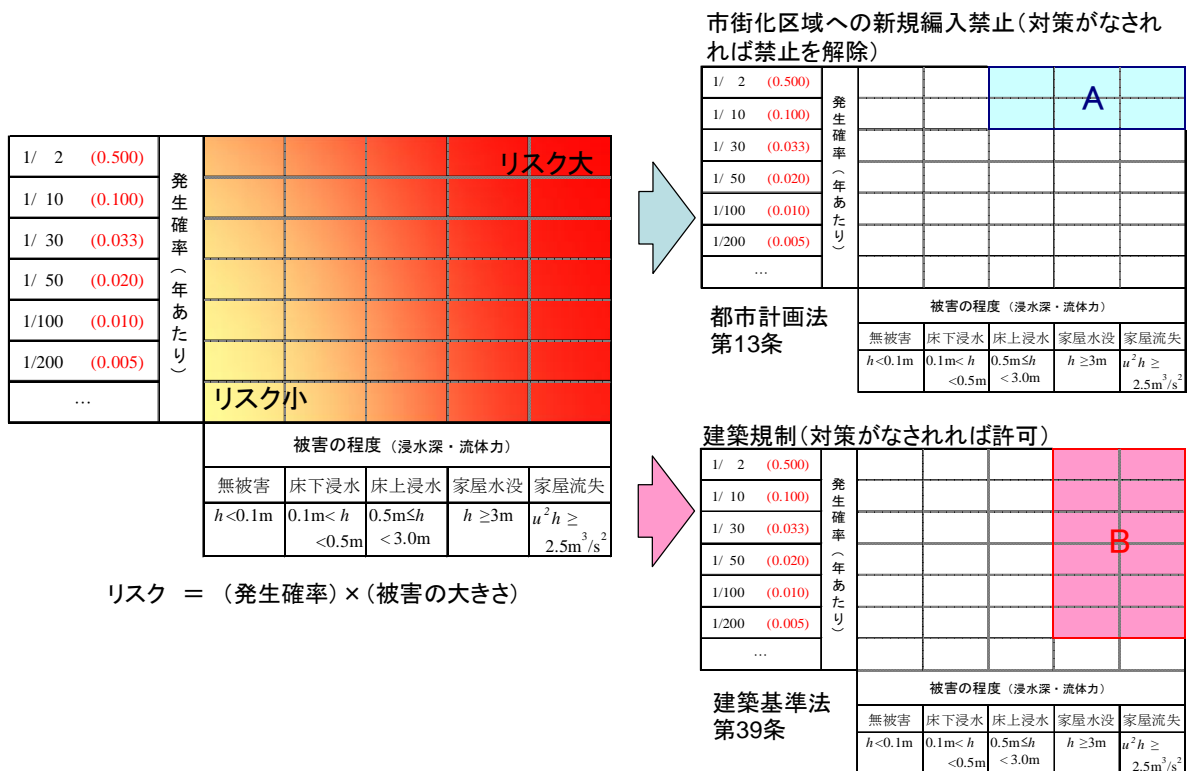 市街化区域への新規編入禁止（対策がなされ
れば禁止を解除）
1/ 2 (0.500)
1/ 10 (0.100)
1/ 30 (0.033)
1/ 50 (0.020)
1/100 (0.010)
1/200 (0.005)
…
発生確率（年あたり）
A
被害の程度（浸水深・流体力）
無被害 床下浸水 床上浸水 家屋水没 家屋流失
h<0.1m 0.1m< h 0.5m≤h h ≥3m u²h ≥
<0.5m < 3.0m 2.5m³/s²
都市計画法
第13条
1/ 2 (0.500)
1/ 10 (0.100)
1/ 30 (0.033)
1/ 50 (0.020)
1/100 (0.010)
1/200 (0.005)
…
発生確率（年あたり）
リスク大
リスク小
被害の程度（浸水深・流体力）
無被害 床下浸水 床上浸水 家屋水没 家屋流失
h<0.1m 0.1m< h 0.5m≤h h ≥3m u²h ≥
<0.5m < 3.0m 2.5m³/s²
リスク ＝ （発生確率）×（被害の大きさ）
建築規制（対策がなされれば許可）
1/ 2 (0.500)
1/ 10 (0.100)
1/ 30 (0.033)
1/ 50 (0.020)
1/100 (0.010)
1/200 (0.005)
…
発生確率（年あたり）
B
被害の程度（浸水深・流体力）
無被害 床下浸水 床上浸水 家屋水没 家屋流失
h<0.1m 0.1m< h 0.5m≤h h ≥3m u²h ≥
<0.5m < 3.0m 2.5m³/s²
建築基準法
第39条